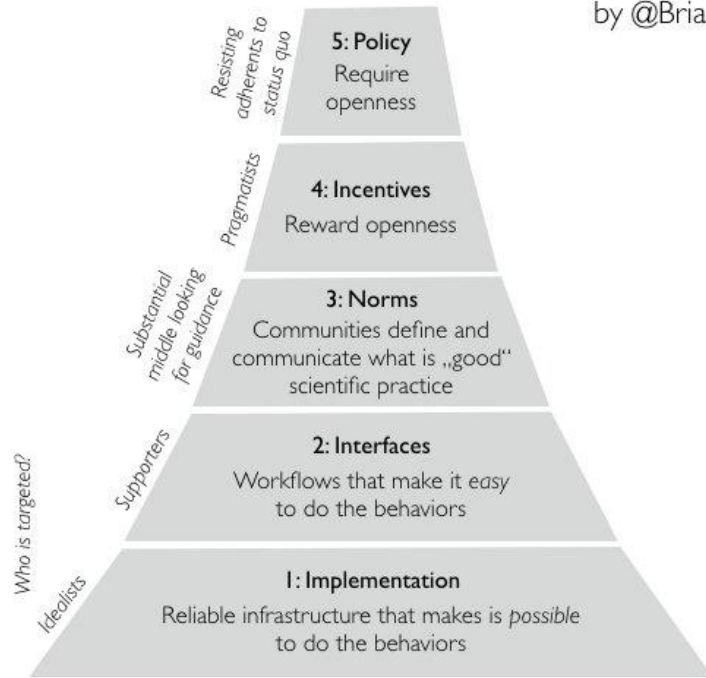 by @Bria
Resisting
adherents to
status quo
5: Policy
Require
openness
Pragmatists
4: Incentives
Reward openness
Substantial
middle looking
for guidance
3: Norms
Communities define and
communicate what is „good“
scientific practice
Supporters
2: Interfaces
Workflows that make it easy
to do the behaviors
Who is targeted?
Idealists
1: Implementation
Reliable infrastructure that makes is possible
to do the behaviors